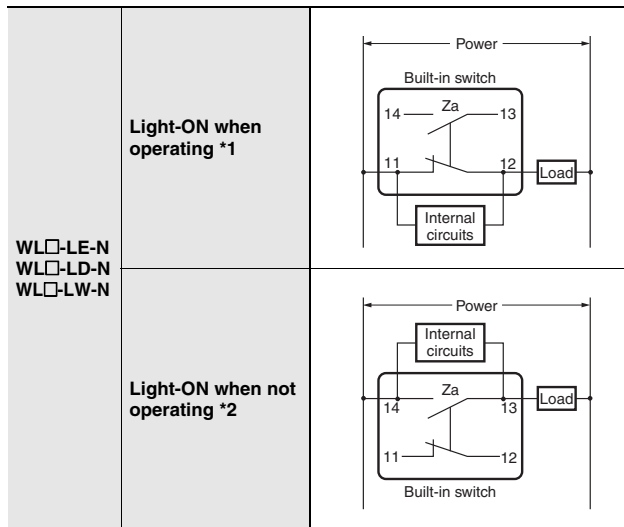 WL□-LE-N
WL□-LD-N
WL□-LW-N
Light-ON when
operating *1
Power
Built-in switch
14 Za 13
11 12 Load
Internal
circuits
Light-ON when not
operating *2
Power
Internal
circuits
Za
14 13 Load
11 12
Built-in switch